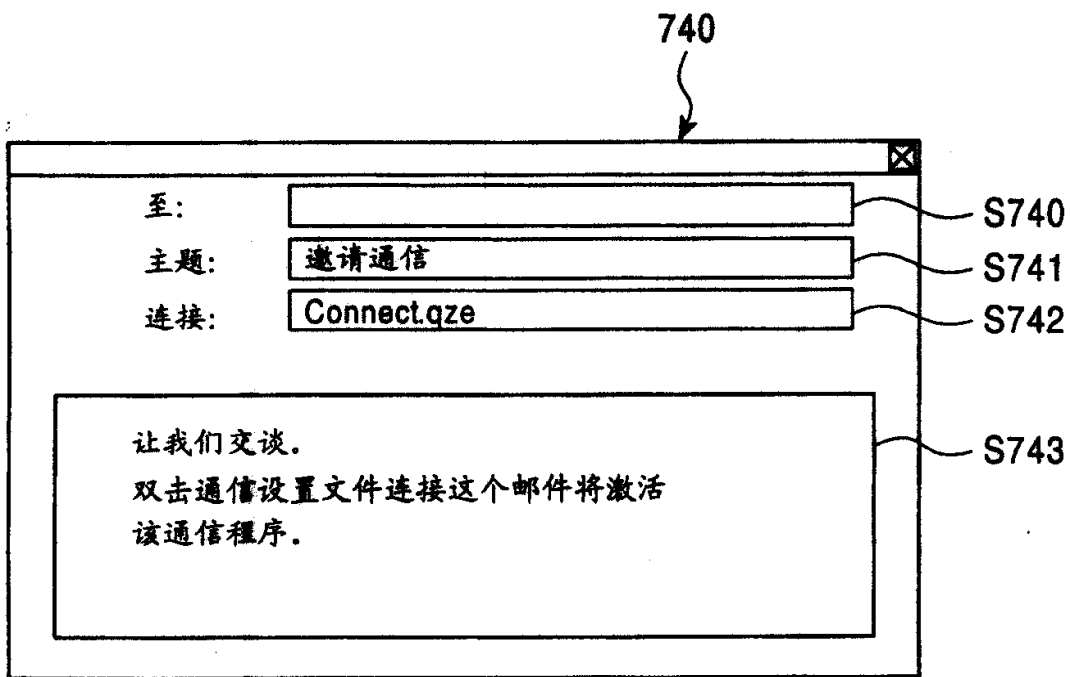 740
至: S740
主题: 邀请通信 S741
连接: Connect.qze S742
让我们交谈. S743
双击通信设置文件连接这个邮件将激活
该通信程序.